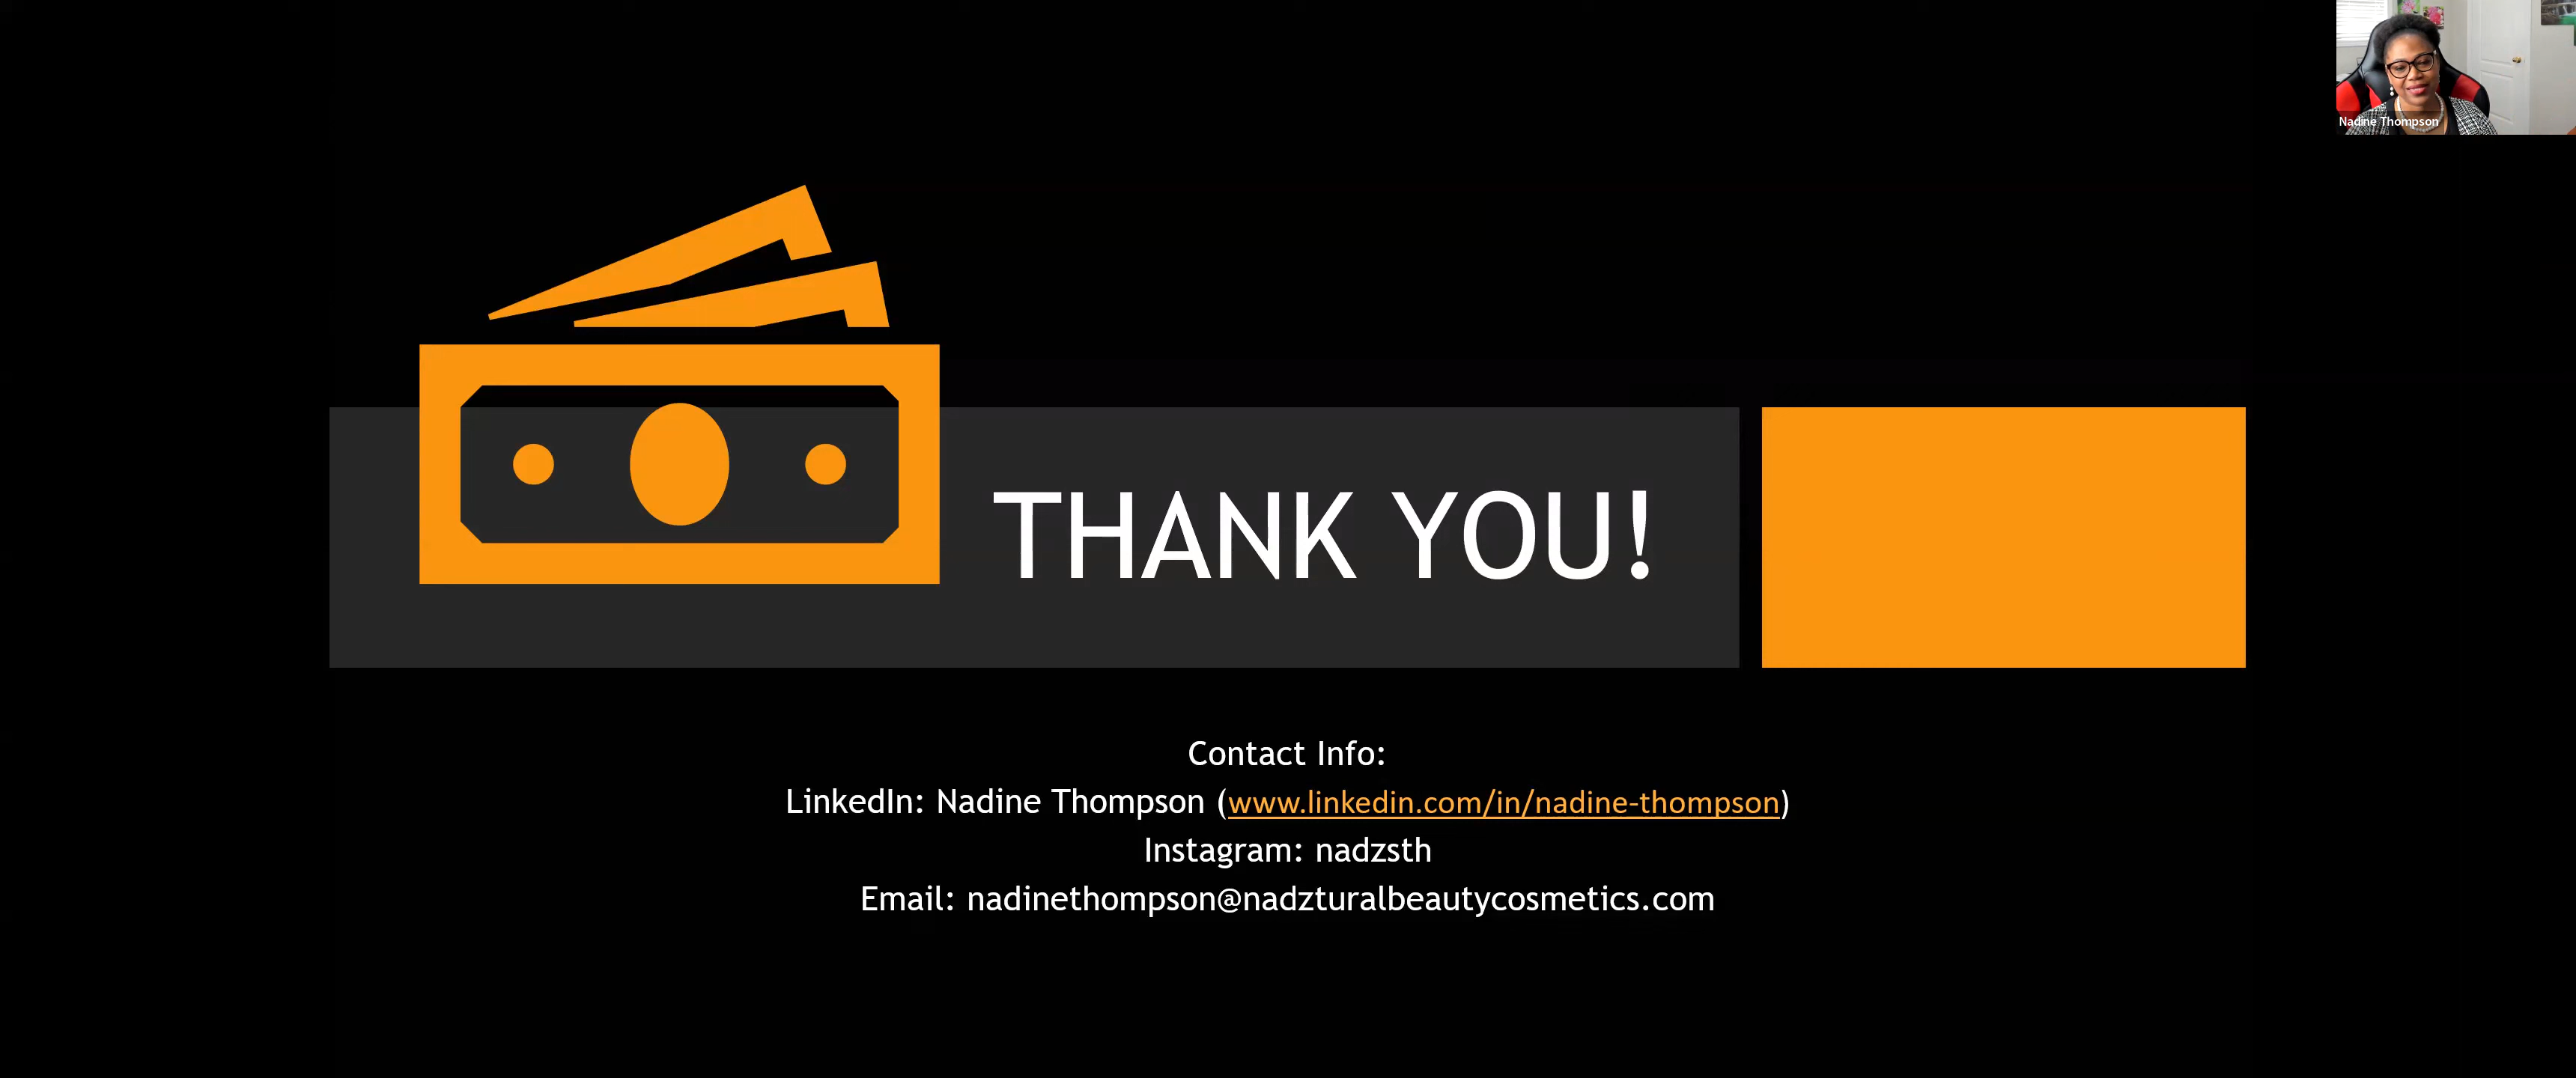 Nadine Thompson
THANK YOU!
Contact Info:
LinkedIn: Nadine Thompson (www.linkedin.com/in/nadine-thompson)
Instagram: nadzsth
Email: nadinethompson@nadzturalbeautycosmetics.com